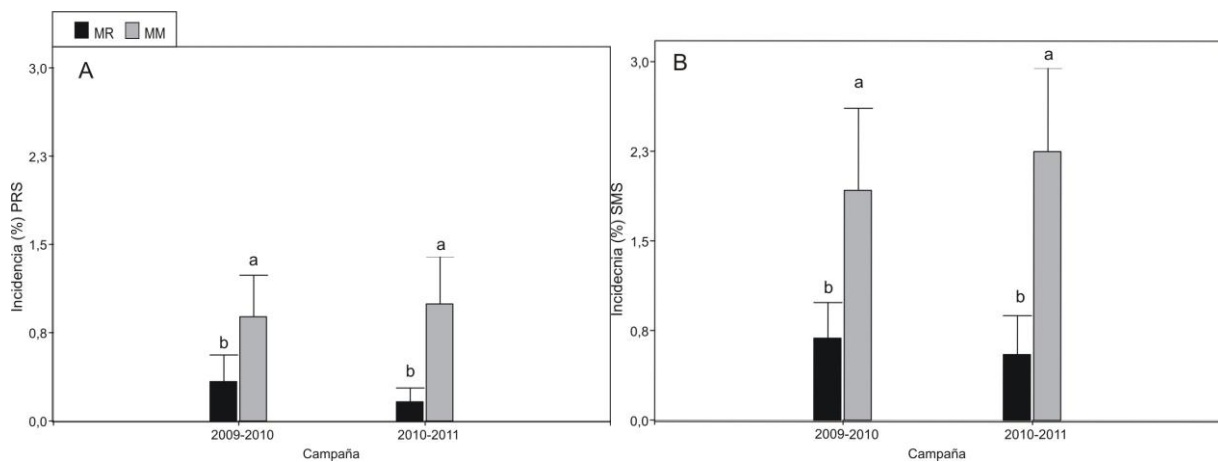 MR MM
A
3,0
2,3
1,5
0,8
0,0
Incidencia (%) PRS
b
a
b
a
2009-2010
2010-2011
Campaña
B
3,0
2,3
1,5
0,8
0,0
Incidecnia (%) SMS
b
a
b
a
2009-2010
2010-2011
Campaña